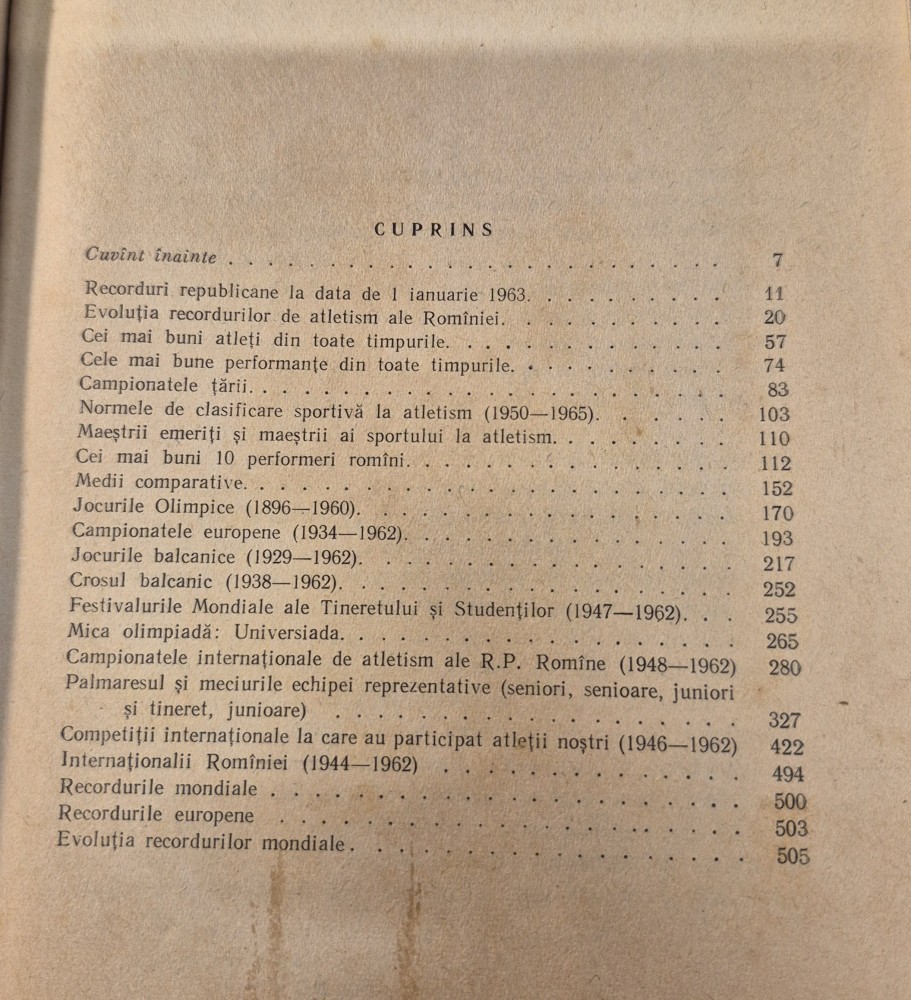 CUPRINS
Cuvînt înainte . . . . . . . . . . . . . . . . . . . . 7
Recorduri republicane la data de 1 ianuarie 1963. . . . . . . . . 11
Evoluția recordurilor de atletism ale Romîniei. . . . . . . . . . 20
Cei mai buni atleți din toate timpurile. . . . . . . . . . . . . 57
Cele mai bune performanțe din toate timpurile. . . . . . . . . . 74
Campionatele țării. . . . . . . . . . . . . . . . . . . . 83
Normele de clasificare sportivă la atletism (1950—1965). . . . . . 103
Maeștrii emeriți și maeștrii ai sportului la atletism. . . . . . . . 110
Cei mai buni 10 performeri romîni. . . . . . . . . . . . . . 112
Medii comparative. . . . . . . . . . . . . . . . . . . . 152
Jocurile Olimpice (1896—1960). . . . . . . . . . . . . . . 170
Campionatele europene (1934—1962). . . . . . . . . . . . . 193
Jocurile balcanice (1929—1962). . . . . . . . . . . . . . . 217
Crosul balcanic (1938—1962). . . . . . . . . . . . . . . . 252
Festivalurile Mondiale ale Tineretului și Studenților (1947—1962). . . 255
Mica olimpiadă: Universiada. . . . . . . . . . . . . . . . 265
Campionatele internaționale de atletism ale R.P. Romîne (1948—1962) 280
Palmaresul și meciurile echipei reprezentative (seniori, senioare, juniori
și tineret, junioare) . . . . . . . . . . . . . . . . . 327
Competiții internaționale la care au participat atleții noștri (1946—1962) 422
Internaționalii Romîniei (1944—1962) . . . . . . . . . . . . . 494
Recordurile mondiale . . . . . . . . . . . . . . . . . . . 500
Recordurile europene . . . . . . . . . . . . . . . . . . . 503
Evoluția recordurilor mondiale . . . . . . . . . . . . . . . . 505